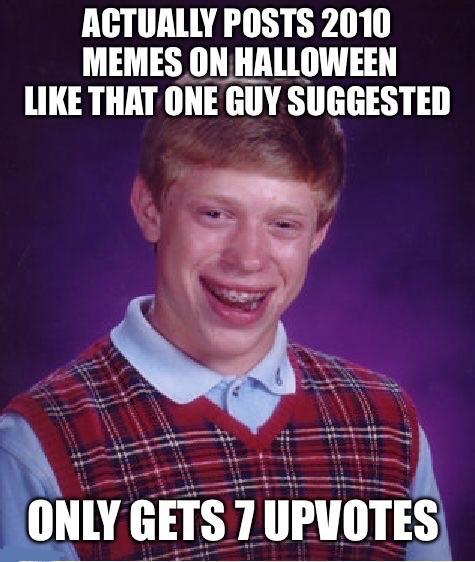 ACTUALLY POSTS 2010
MEMES ON HALLOWEEN
LIKE THAT ONE GUY SUGGESTED
ONLY GETS 7 UPVOTES